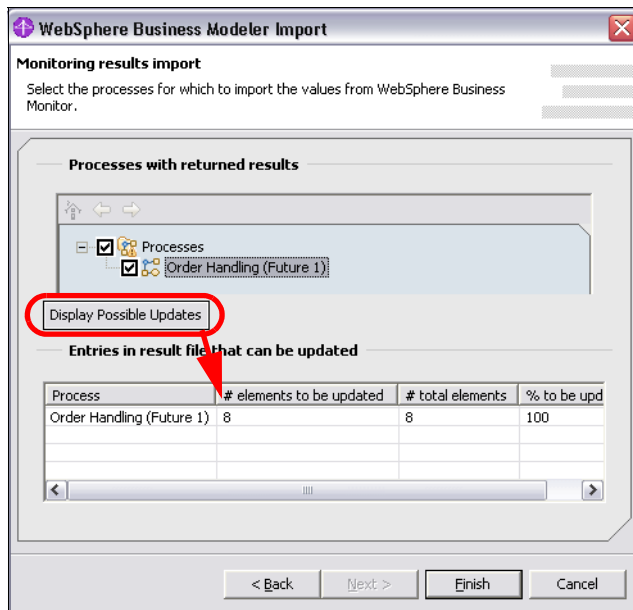 WebSphere Business Modeler Import
Monitoring results import
Select the processes for which to import the values from WebSphere Business
Monitor.
Processes with returned results
Processes
Order Handling (Future 1)
Display Possible Updates
Entries in result file that can be updated
Process # elements to be updated # total elements % to be upd
Order Handling (Future 1) 8 8 100
< Back Next > Finish Cancel